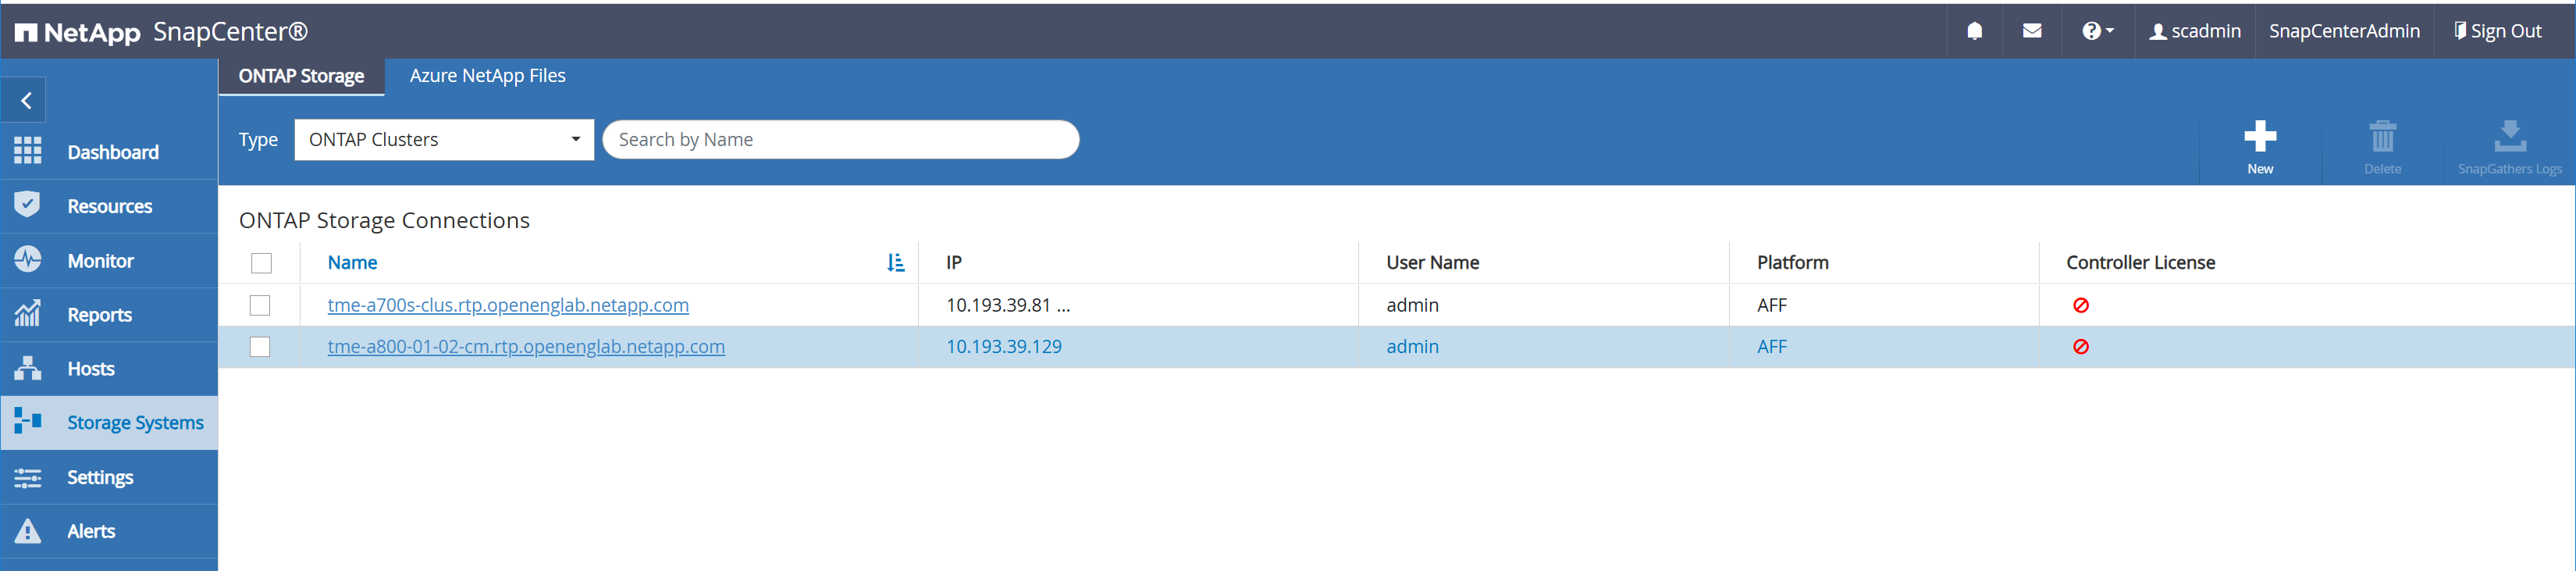 NetApp SnapCenter®
scadmin SnapCenterAdmin Sign Out
ONTAP Storage Azure NetApp Files
Type ONTAP Clusters Search by Name
New Delete SnapGathers Logs
Dashboard
Resources
Monitor
Reports
Hosts
Storage Systems
Settings
Alerts
ONTAP Storage Connections
Name IP User Name Platform Controller License
tme-a700s-clus.rtp.openenglab.netapp.com 10.193.39.81 ... admin AFF
tme-a800-01-02-cm.rtp.openenglab.netapp.com 10.193.39.129 admin AFF